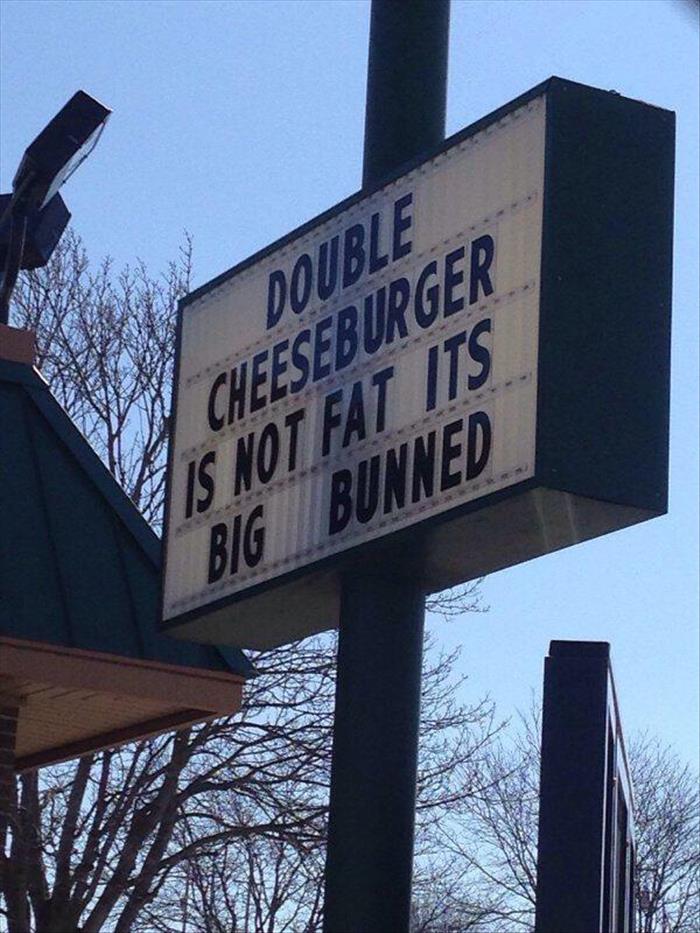 DOUBLE
CHEESEBURGER
IS NOT FAT ITS
BIG BUNNED